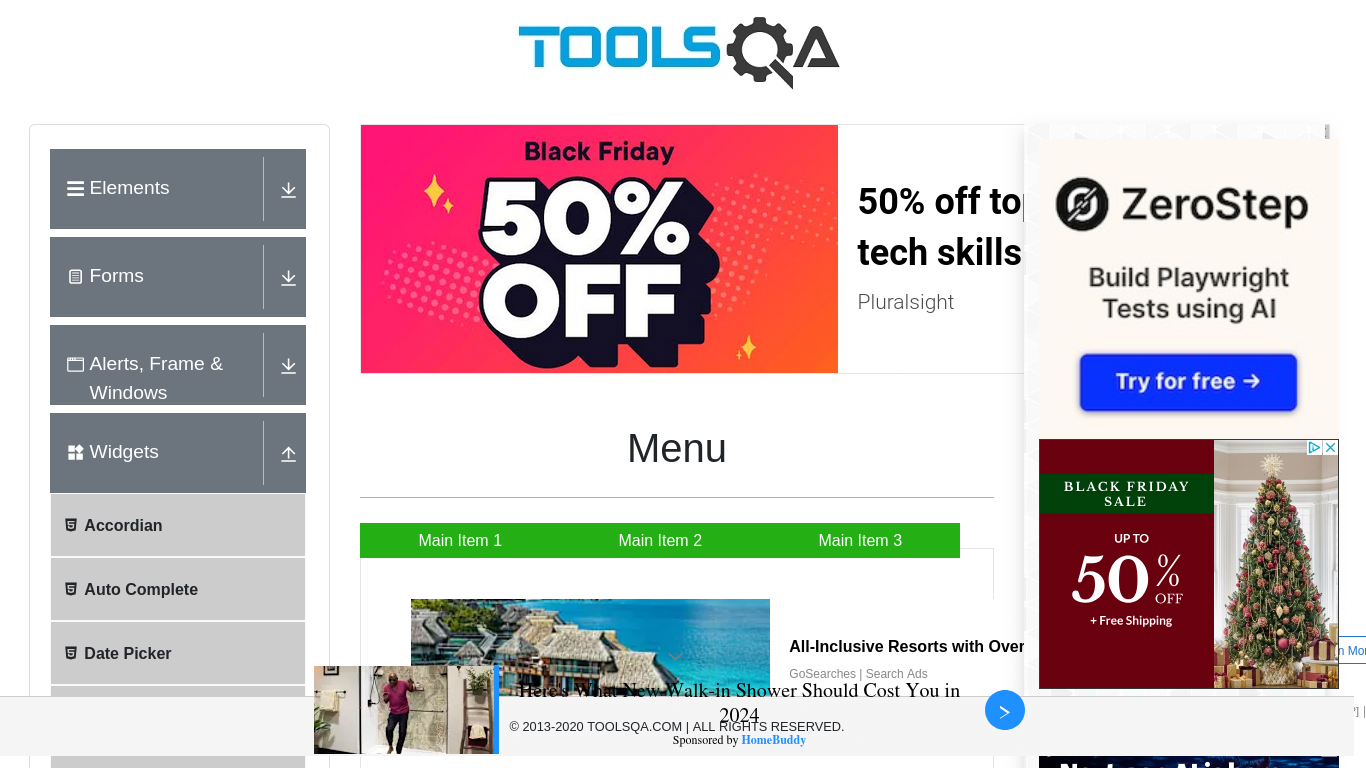 TOOLSQA
Elements
Forms
Alerts, Frame &
Windows
Widgets
Accordian
Auto Complete
Date Picker
Black Friday
50%
OFF
50% off top
tech skills
Pluralsight
ZeroStep
Build Playwright
Tests using AI
Try for free →
Menu
Main Item 1
Main Item 2
Main Item 3
BLACK FRIDAY
SALE
UP TO
50%
OFF
+ Free Shipping
All-Inclusive Resorts with Over
GoSearches | Search Ads
Here's What New Walk-in Shower Should Cost You in
2024
Sponsored by HomeBuddy
© 2013-2020 TOOLSQA.COM | ALL RIGHTS RESERVED.